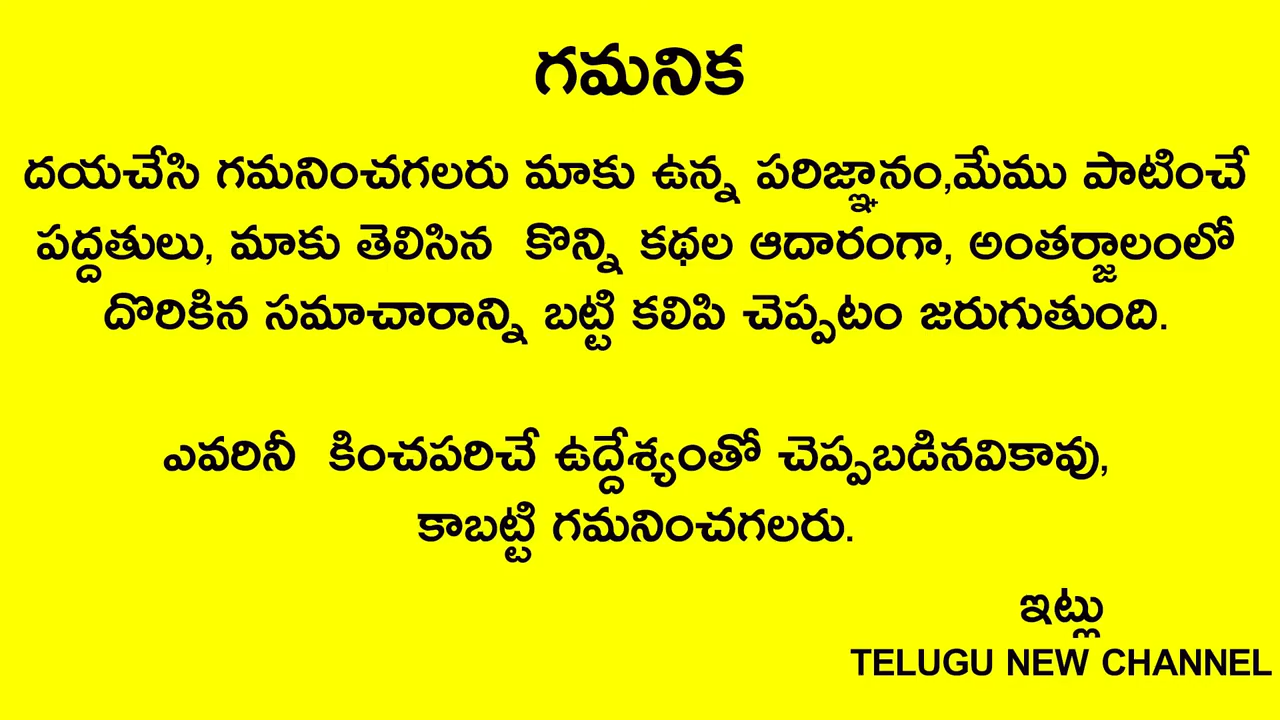 గమనిక
దయచేసి గమనించగలరు మాకు ఉన్న పరిజ్ఞానం,మేము పాటించే
పద్దతులు, మాకు తెలిసిన కొన్ని కథల ఆదారంగా, అంతర్జాలంలో
దొరికిన సమాచారాన్ని బట్టి కలిపి చెప్పటం జరుగుతుంది.
ఎవరినీ కించపరిచే ఉద్దేశ్యంతో చెప్పబడినవికావు,
కాబట్టి గమనించగలరు.
ఇట్లు
TELUGU NEW CHANNEL